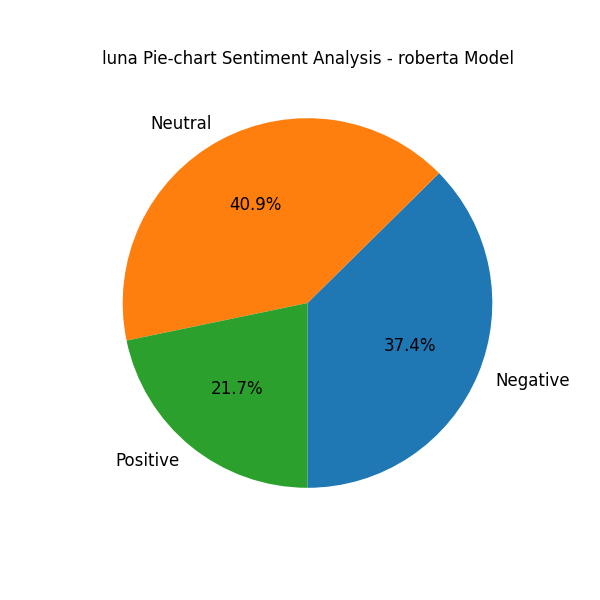 luna Pie-chart Sentiment Analysis - roberta Model
Neutral
40.9%
37.4%
Negative
21.7%
Positive